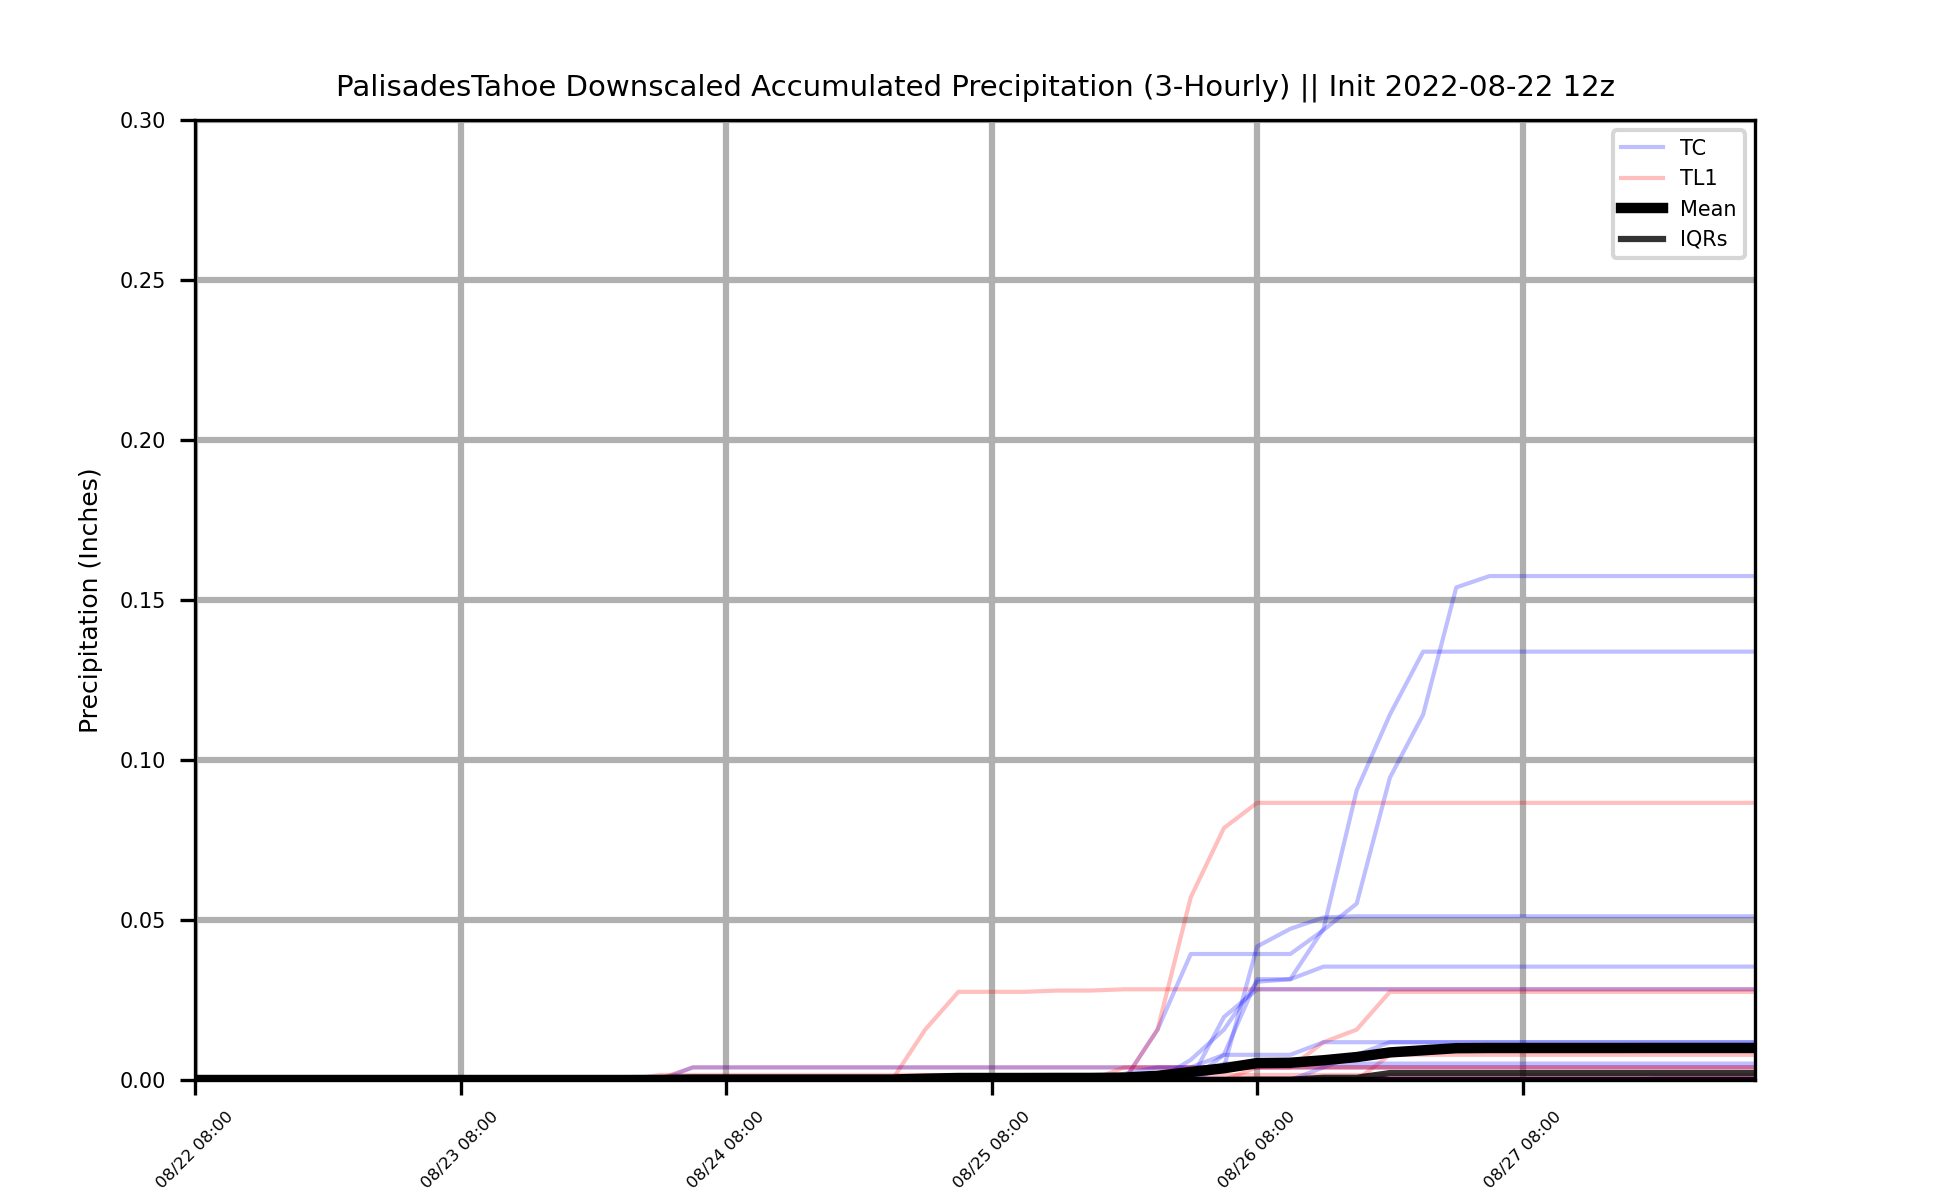 PalisadesTahoe Downscaled Accumulated Precipitation (3-Hourly) || Init 2022-08-22 12z
0.30
0.25
0.20
0.15
0.10
0.05
0.00
Precipitation (Inches)
TC
TL1
Mean
IQRs
08/22 08:00
08/23 08:00
08/24 08:00
08/25 08:00
08/26 08:00
08/27 08:00